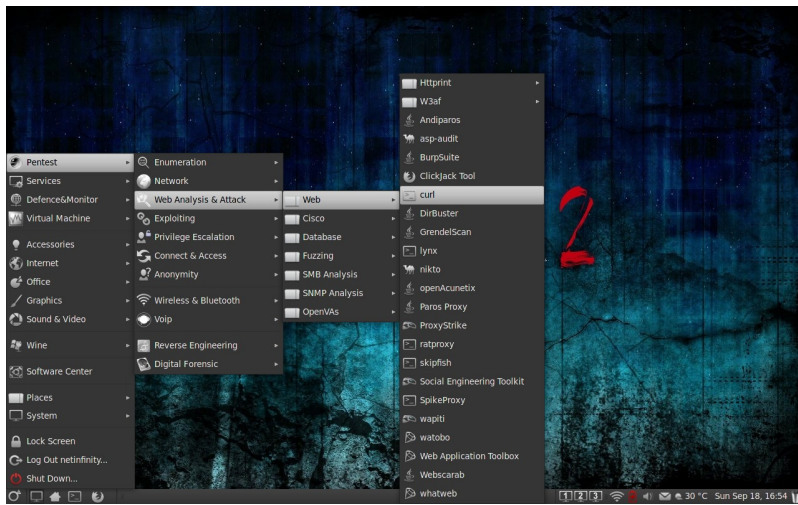 Pentest
Services
Defence&Monitor
Virtual Machine
Accessories
Internet
Office
Graphics
Sound & Video
Wine
Software Center
Places
System
Lock Screen
Log Out netinfinity...
Shut Down...
Enumeration
Network
Web Analysis & Attack
Exploiting
Privilege Escalation
Connect & Access
Anonymity
Wireless & Bluetooth
Voip
Reverse Engineering
Digital Forensic
Web
Cisco
Database
Fuzzing
SMB Analysis
SNMP Analysis
OpenVAs
Httprint
W3af
Andiparos
asp-audit
BurpSuite
ClickJack Tool
curl
DirBuster
GrendelScan
lynx
nikto
openAcunetix
Paros Proxy
ProxyStrike
ratproxy
skipfish
Social Engineering Toolkit
SpikeProxy
wapiti
watobo
Web Application Toolbox
Webscarab
whatweb
2
1 2 3 30 °C Sun Sep 18, 16:54